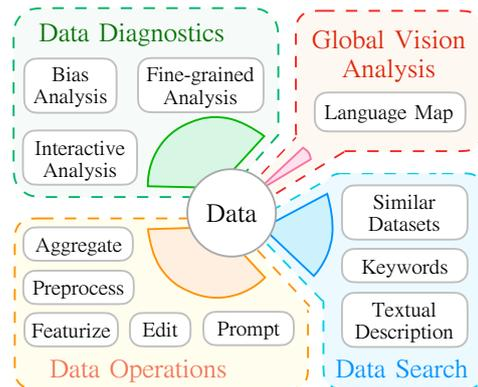 Data Diagnostics
Bias
Analysis
Fine-grained
Analysis
Interactive
Analysis
Global Vision
Analysis
Language Map
Data
Aggregate
Preprocess
Featurize
Edit
Prompt
Data Operations
Similar
Datasets
Keywords
Textual
Description
Data Search